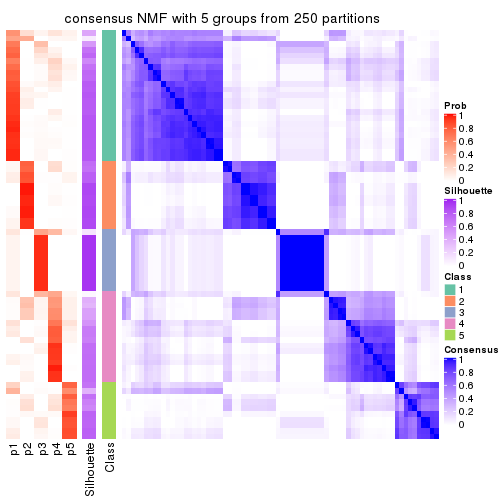 consensus NMF with 5 groups from 250 partitions
Prob
1
0.8
0.6
0.4
0.2
0
Silhouette
1
0.8
0.6
0.4
0.2
0
Class
1
2
3
4
5
Consensus
1
0.8
0.6
0.4
0.2
0
p1
p2
p3
p4
p5
Silhouette
Class